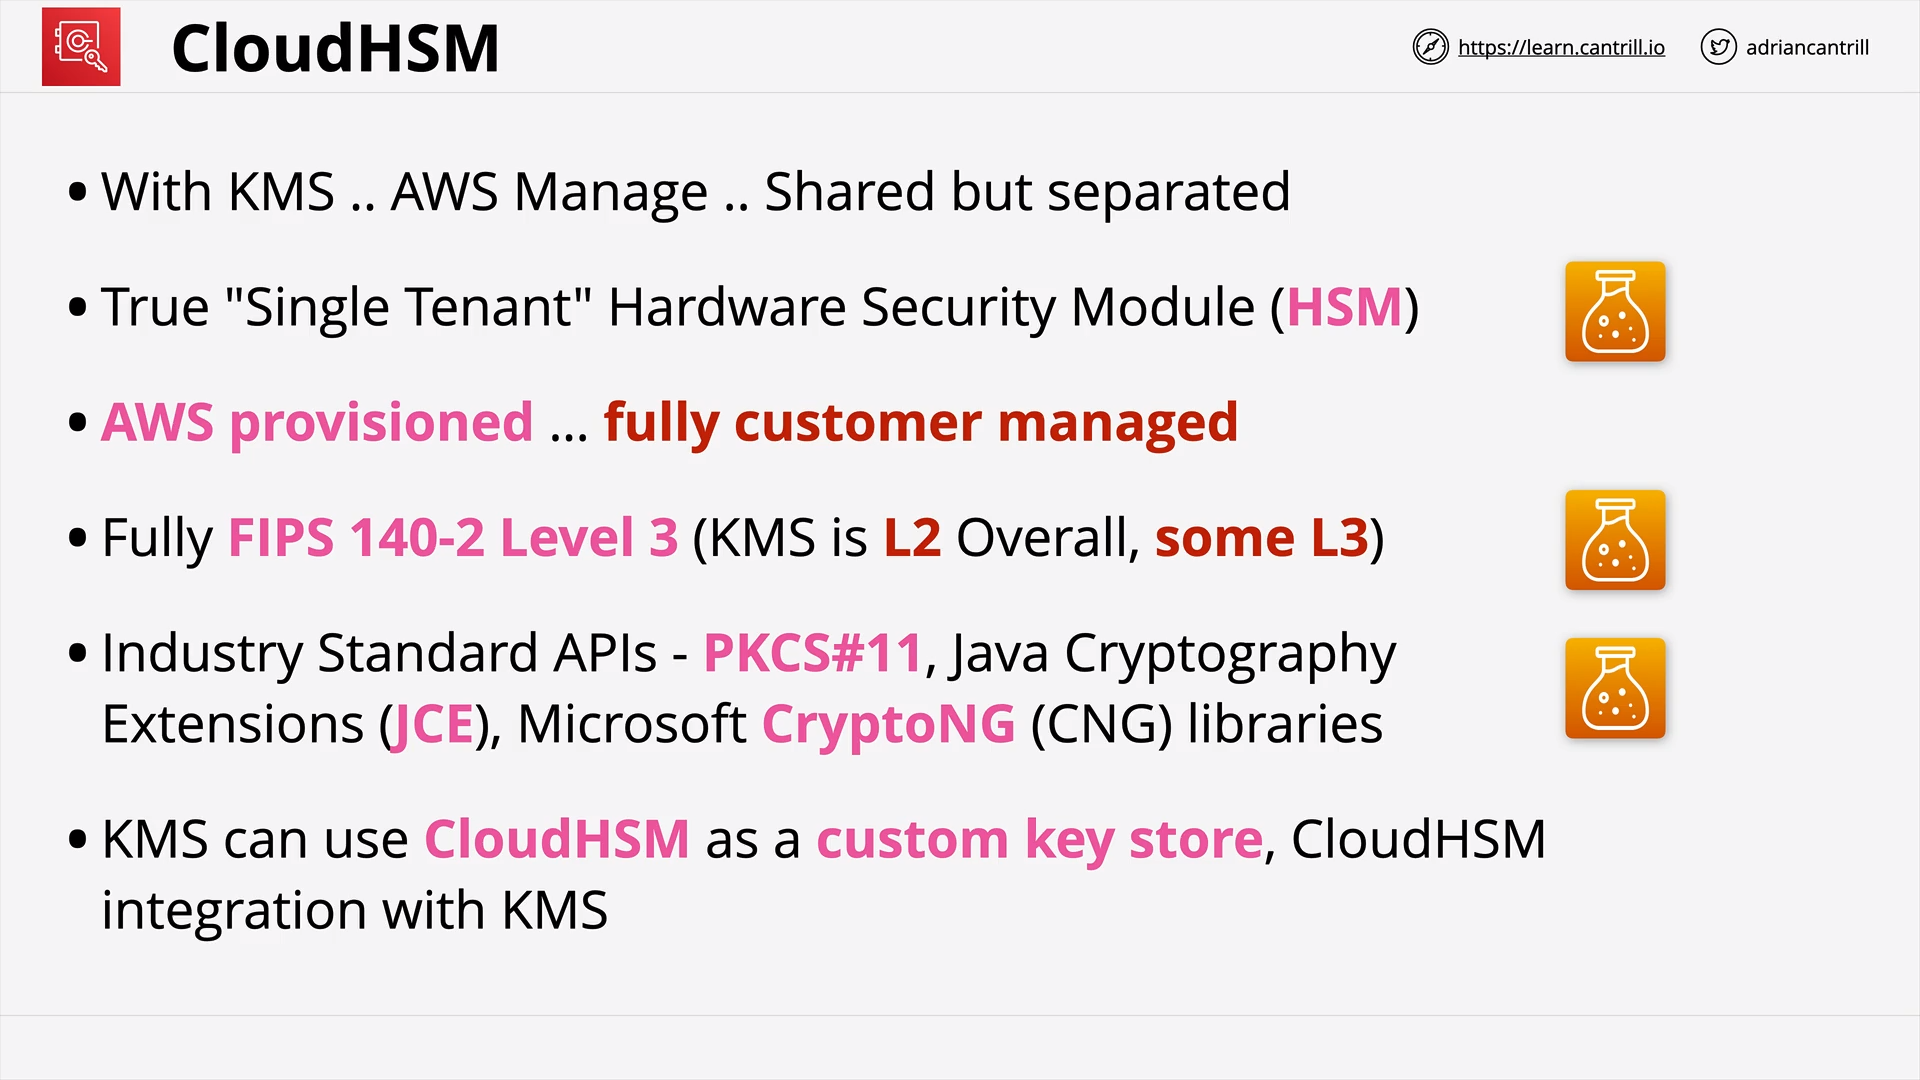 CloudHSM
https://learn.cantrill.io
adriancantrill
• With KMS .. AWS Manage .. Shared but separated
• True "Single Tenant" Hardware Security Module (HSM)
• AWS provisioned ... fully customer managed
• Fully FIPS 140-2 Level 3 (KMS is L2 Overall, some L3)
• Industry Standard APIs - PKCS#11, Java Cryptography
Extensions (JCE), Microsoft CryptoNG (CNG) libraries
• KMS can use CloudHSM as a custom key store, CloudHSM
integration with KMS